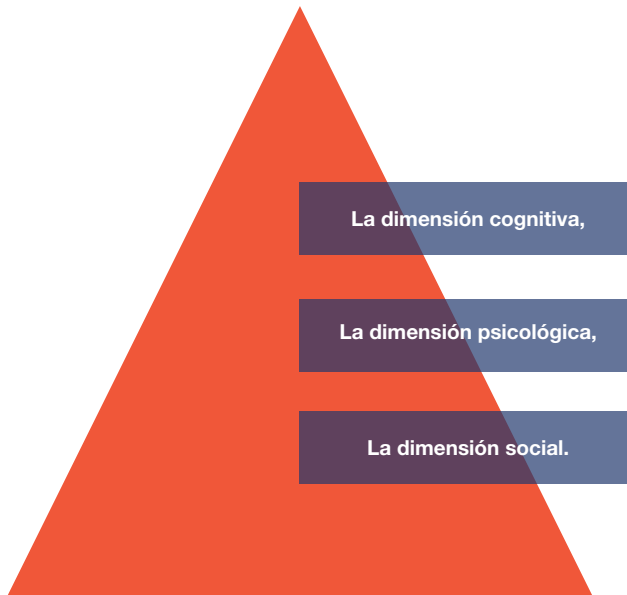 La dimensión cognitiva,
La dimensión psicológica,
La dimensión social.